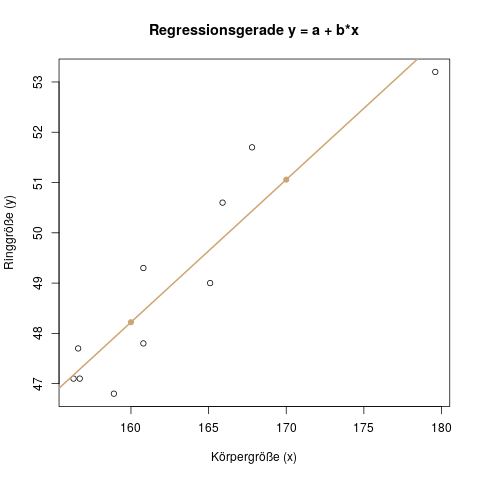 Regressionsgerade y = a + b*x
Ringgröße (y)
53
52
51
50
49
48
47
160 165 170 175 180
Körpergröße (x)